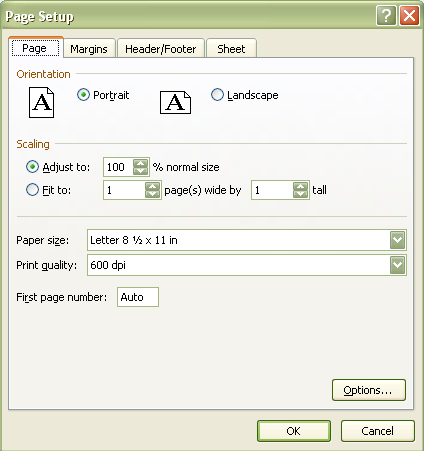 Page Setup
Page Margins Header/Footer Sheet
Orientation
A Portrait A Landscape
Scaling
Adjust to: 100 % normal size
Fit to: 1 page(s) wide by 1 tall
Paper size: Letter 8 ½ x 11 in
Print quality: 600 dpi
First page number: Auto
Options...
OK Cancel